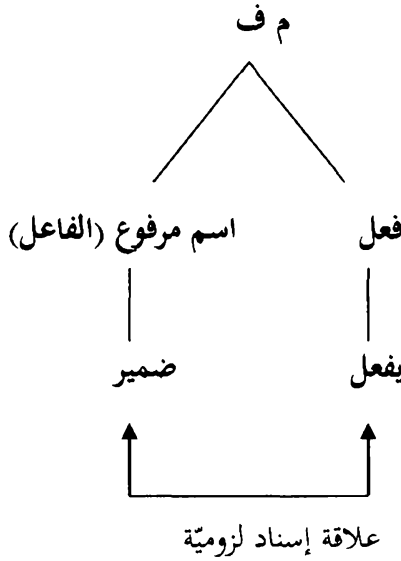 م ف
فعل اسم مرفوع (الفاعل)
يفعل ضمير
علاقة إسناد لزوميّة